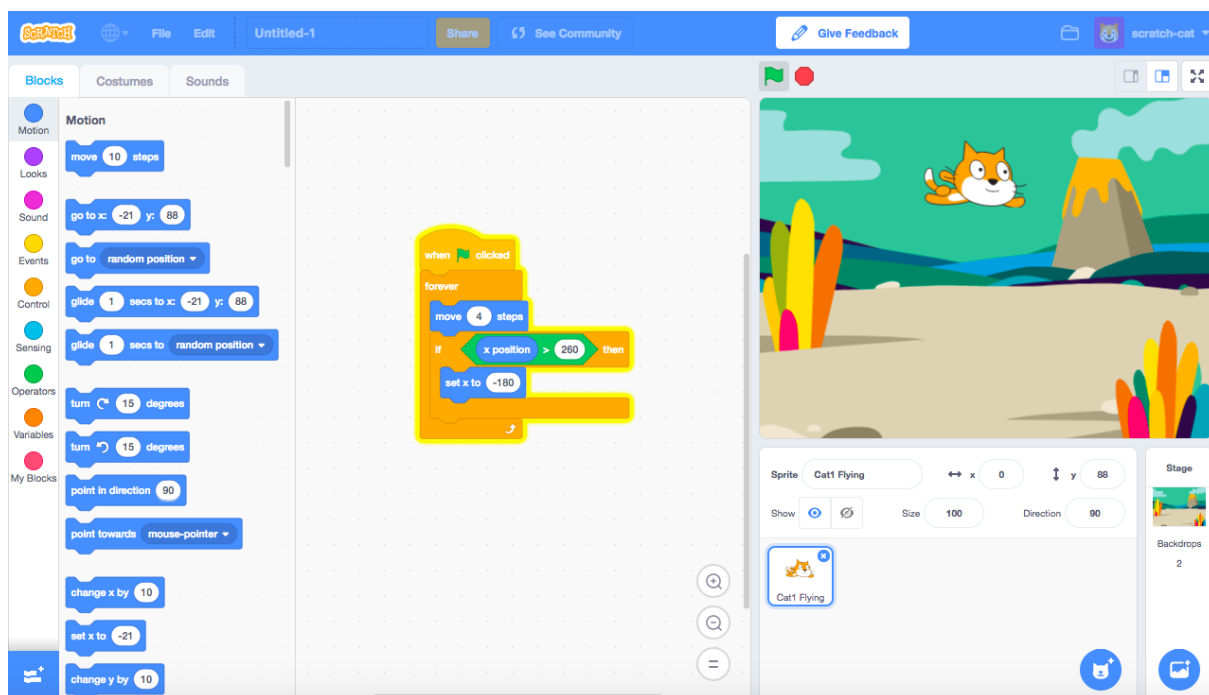 SCRATCH File Edit Untitled-1 Share See Community Give Feedback scratch-cat
Blocks Costumes Sounds
Motion
Looks
Sound
Events
Control
Sensing
Operators
Variables
My Blocks
Motion
move 10 steps
go to x: -21 y: 88
go to random position
glide 1 secs to x: -21 y: 88
glide 1 secs to random position
turn 15 degrees
turn 15 degrees
point in direction 90
point towards mouse-pointer
change x by 10
set x to -21
change y by 10
when clicked
forever
move 4 steps
if x position > 260 then
set x to -180
Sprite Cat1 Flying x 0 y 88
Show Size 100 Direction 90
Cat1 Flying
Stage
Backdrops
2